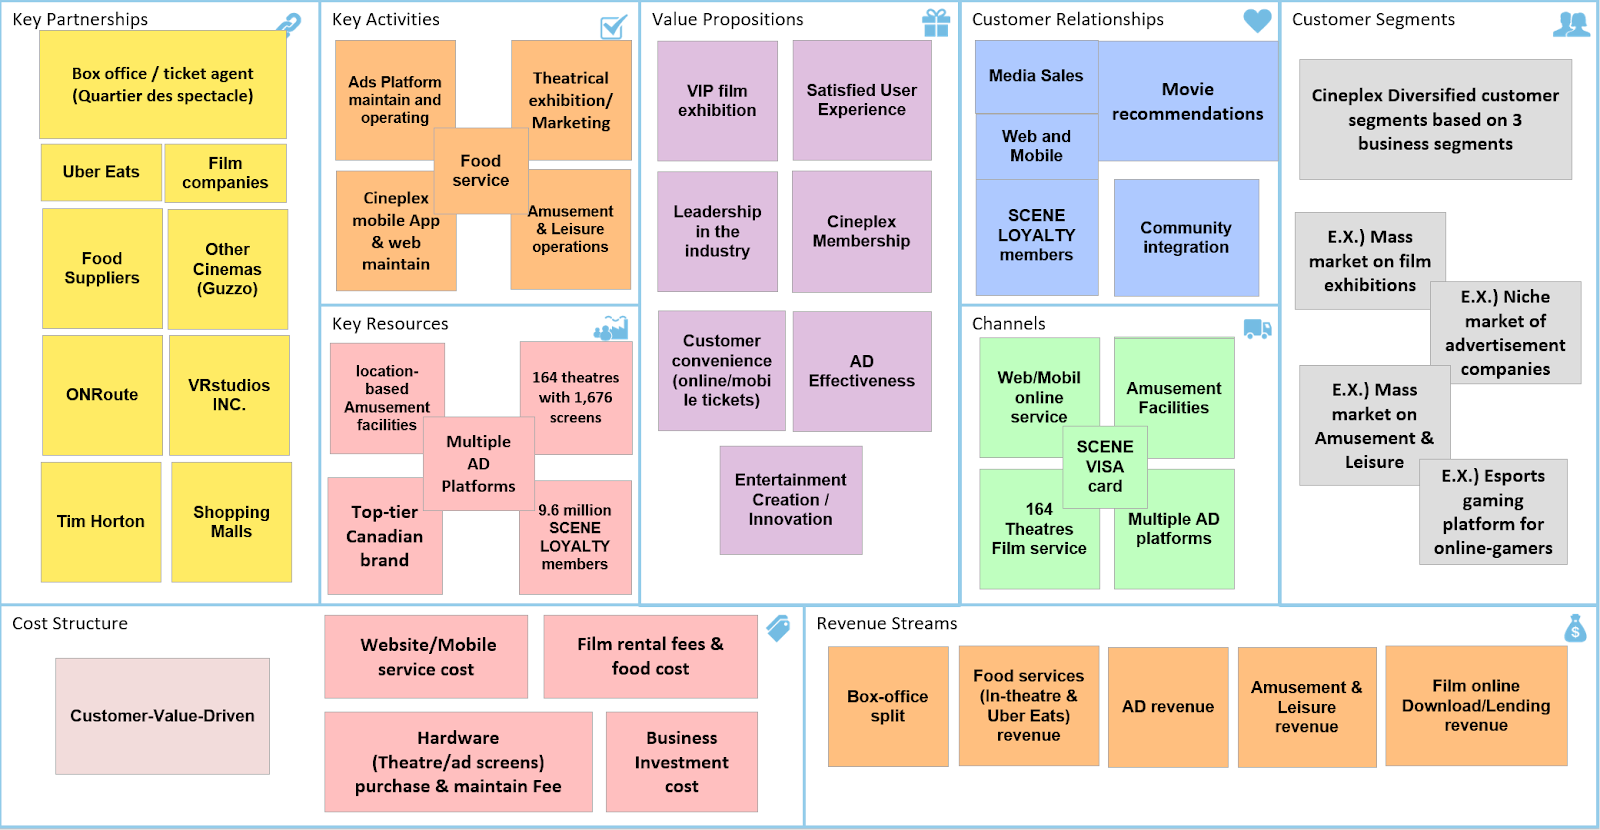 Key Partnerships
Box office / ticket agent
(Quartier des spectacle)
Uber Eats
Film
companies
Food
Suppliers
Other
Cinemas
(Guzzo)
ONRoute
VRstudios
INC.
Tim Horton
Shopping
Malls
Key Activities
Ads Platform
maintain and
operating
Theatrical
exhibition/
Marketing
Food
service
Cineplex
mobile App
& web
maintain
Amusement
& Leisure
operations
Key Resources
location-
based
Amusement
facilities
164 theatres
with 1,676
screens
Multiple
AD
Platforms
Top-tier
Canadian
brand
9.6 million
SCENE
LOYALTY
members
Value Propositions
VIP film
exhibition
Satisfied User
Experience
Leadership
in the
industry
Cineplex
Membership
Customer
convenience
(online/mobi
le tickets)
AD
Effectiveness
Entertainment
Creation /
Innovation
Customer Relationships
Media Sales
Movie
recommendations
Web and
Mobile
SCENE
LOYALTY
members
Community
integration
Channels
Web/Mobil
online
service
Amusement
Facilities
SCENE
VISA
card
164
Theatres
Film service
Multiple AD
platforms
Customer Segments
Cineplex Diversified customer
segments based on 3
business segments
E.X.) Mass
market on film
exhibitions
E.X.) Niche
market of
advertisement
companies
E.X.) Mass
market on
Amusement &
Leisure
E.X.) Esports
gaming
platform for
online-gamers
Cost Structure
Customer-Value-Driven
Website/Mobile
service cost
Film rental fees &
food cost
Hardware
(Theatre/ad screens)
purchase & maintain Fee
Business
Investment
cost
Revenue Streams
$
Box-office
split
Food services
(In-theatre &
Uber Eats)
revenue
AD revenue
Amusement &
Leisure
revenue
Film online
Download/Lending
revenue